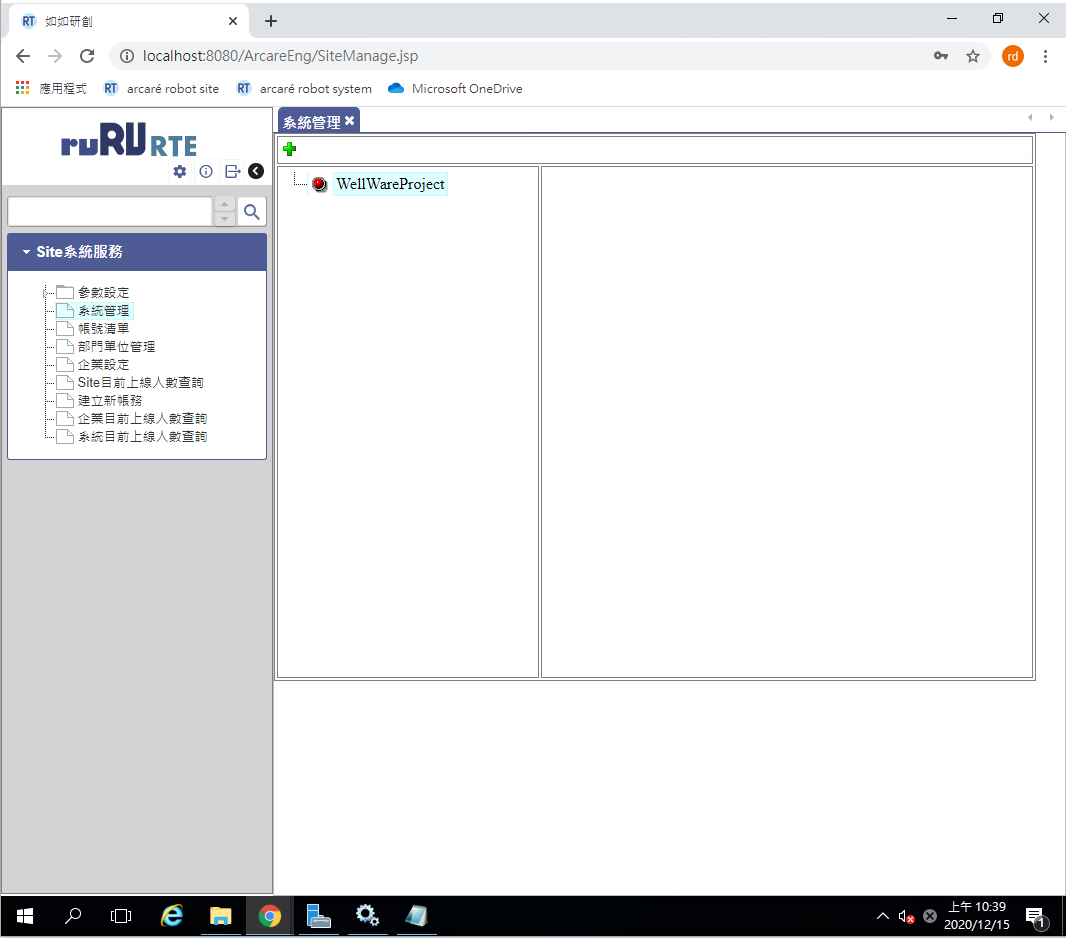 RT 如如研創
localhost:8080/ArcareEng/SiteManage.jsp
rd
應用程式 RT arcaré robot site RT arcaré robot system Microsoft OneDrive
ruRU RTE
系統管理
WellWareProject
Site系統服務
參數設定
系統管理
帳號清單
部門單位管理
企業設定
Site目前上線人數查詢
建立新帳務
企業目前上線人數查詢
系統目前上線人數查詢
上午 10:39
2020/12/15
1